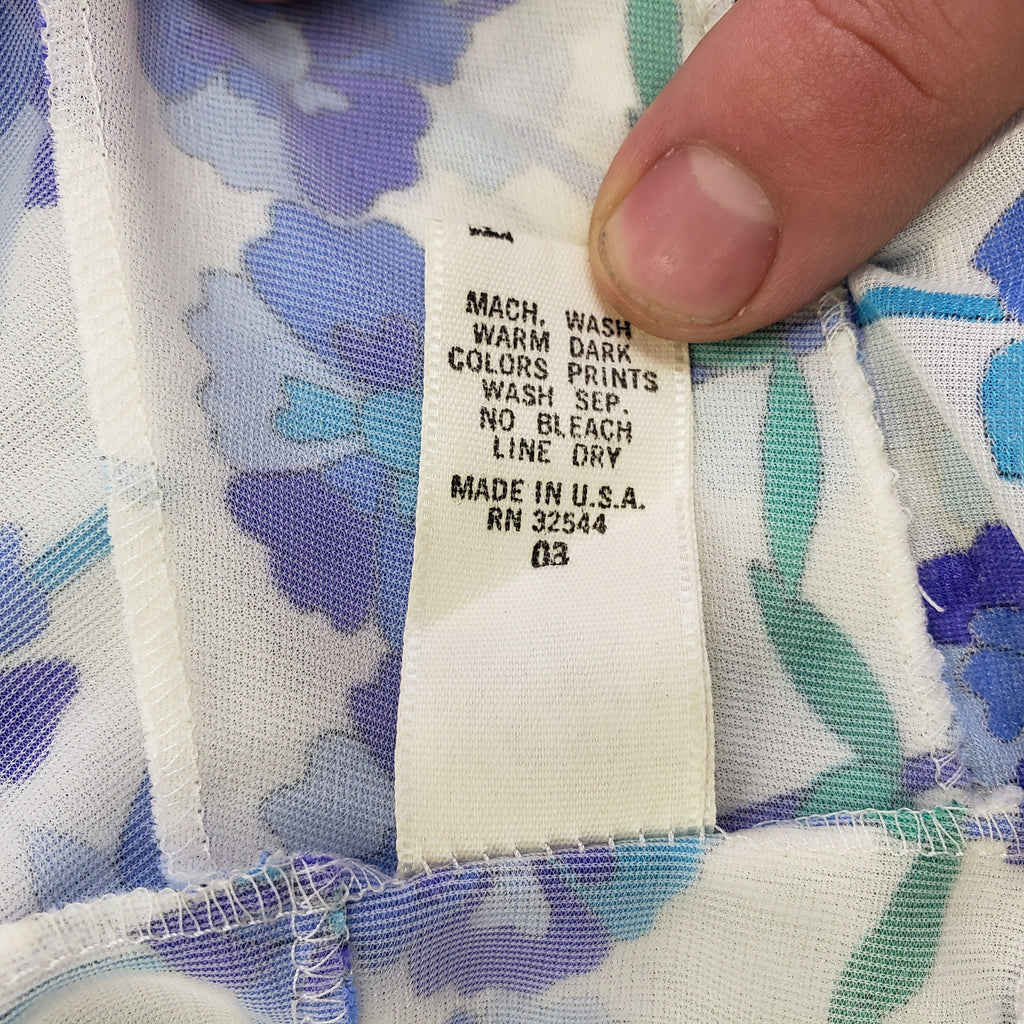 MACH. WASH
WARM DARK
COLORS PRINTS
WASH SEP.
NO BLEACH
LINE DRY
MADE IN U.S.A.
RN 32544
03